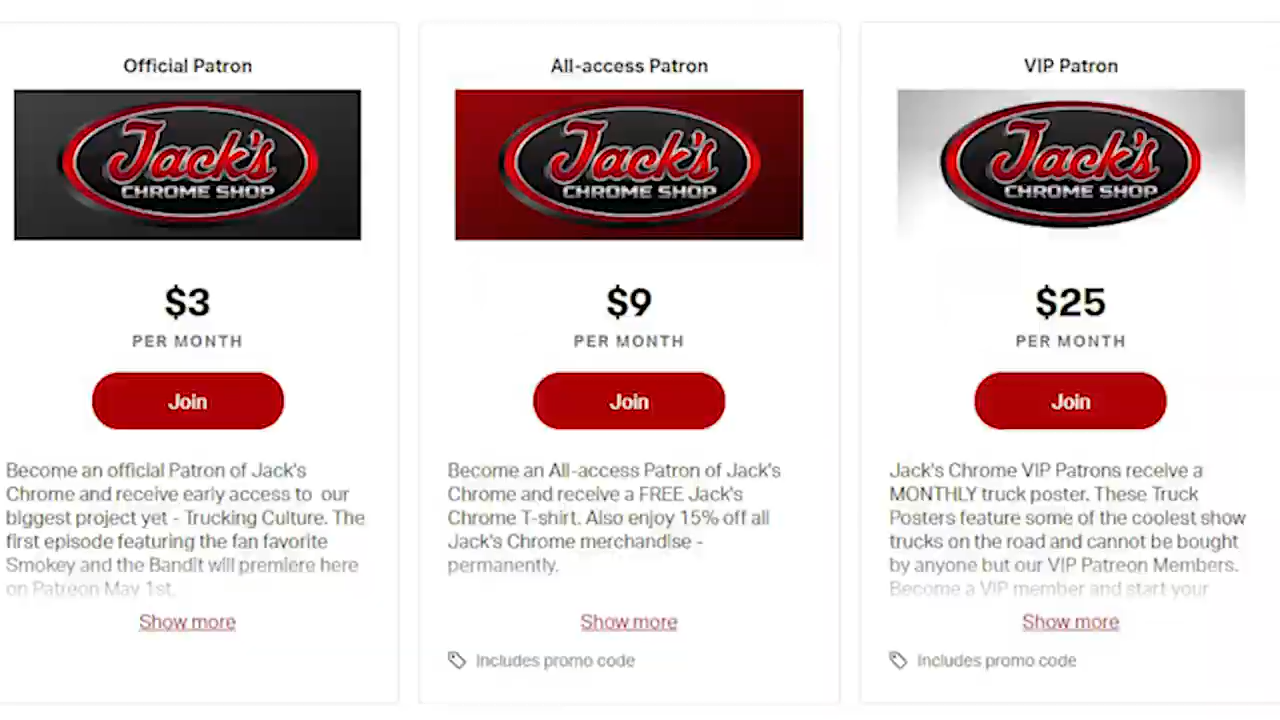 Official Patron
Jack's
CHROME SHOP
$3
PER MONTH
Join
Become an official Patron of Jack's
Chrome and receive early access to our
biggest project yet - Trucking Culture. The
first episode featuring the fan favorite
Smokey and the Bandit will premiere here
on Patreon May 1st.
Show more
All-access Patron
Jack's
CHROME SHOP
$9
PER MONTH
Join
Become an All-access Patron of Jack's
Chrome and receive a FREE Jack's
Chrome T-shirt. Also enjoy 15% off all
Jack's Chrome merchandise -
permanently.
Show more
Includes promo code
VIP Patron
Jack's
CHROME SHOP
$25
PER MONTH
Join
Jack's Chrome VIP Patrons receive a
MONTHLY truck poster. These Truck
Posters feature some of the coolest show
trucks on the road and cannot be bought
by anyone but our VIP Patreon Members.
Become a VIP member and start your
Show more
Includes promo code